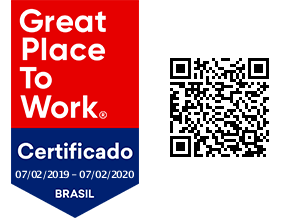 Great
Place
To
Work®
Certificado
07/02/2019 – 07/02/2020
BRASIL